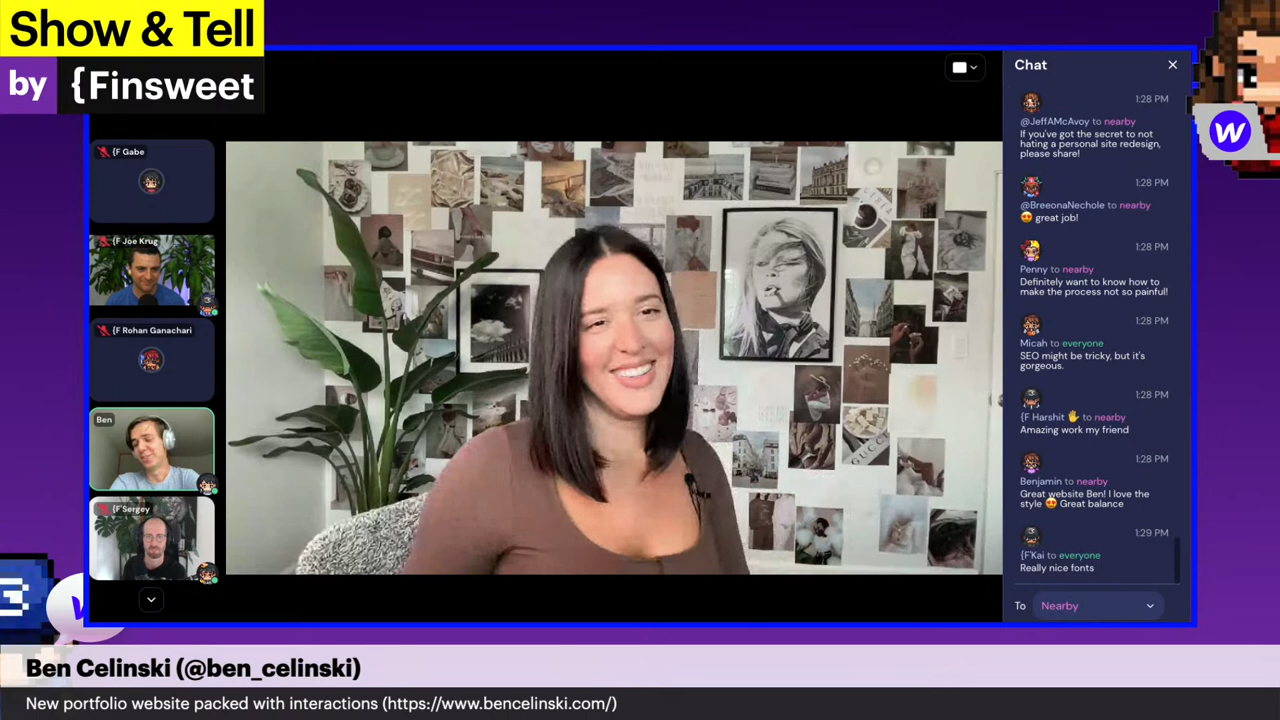 Show & Tell
by {Finsweet
Chat
{F Gabe
{F Joe Krug
{F Rohan Ganachari
Ben
{F'Sergey
1:28 PM
@JeffAMcAvoy to nearby
If you've got the secret to not
hating a personal site redesign,
please share!
1:28 PM
@BreeonaNechole to nearby
😍 great job!
1:28 PM
Penny to nearby
Definitely want to know how to
make the process not so painful!
1:28 PM
Micah to everyone
SEO might be tricky, but it's
gorgeous.
1:28 PM
{F Harshit ✋ to nearby
Amazing work my friend
1:28 PM
Benjamin to nearby
Great website Ben! I love the
style 😍 Great balance
1:29 PM
{F'Kai to everyone
Really nice fonts
To Nearby
GUCCI
Ben Celinski (@ben_celinski)
New portfolio website packed with interactions (https://www.bencelinski.com/)